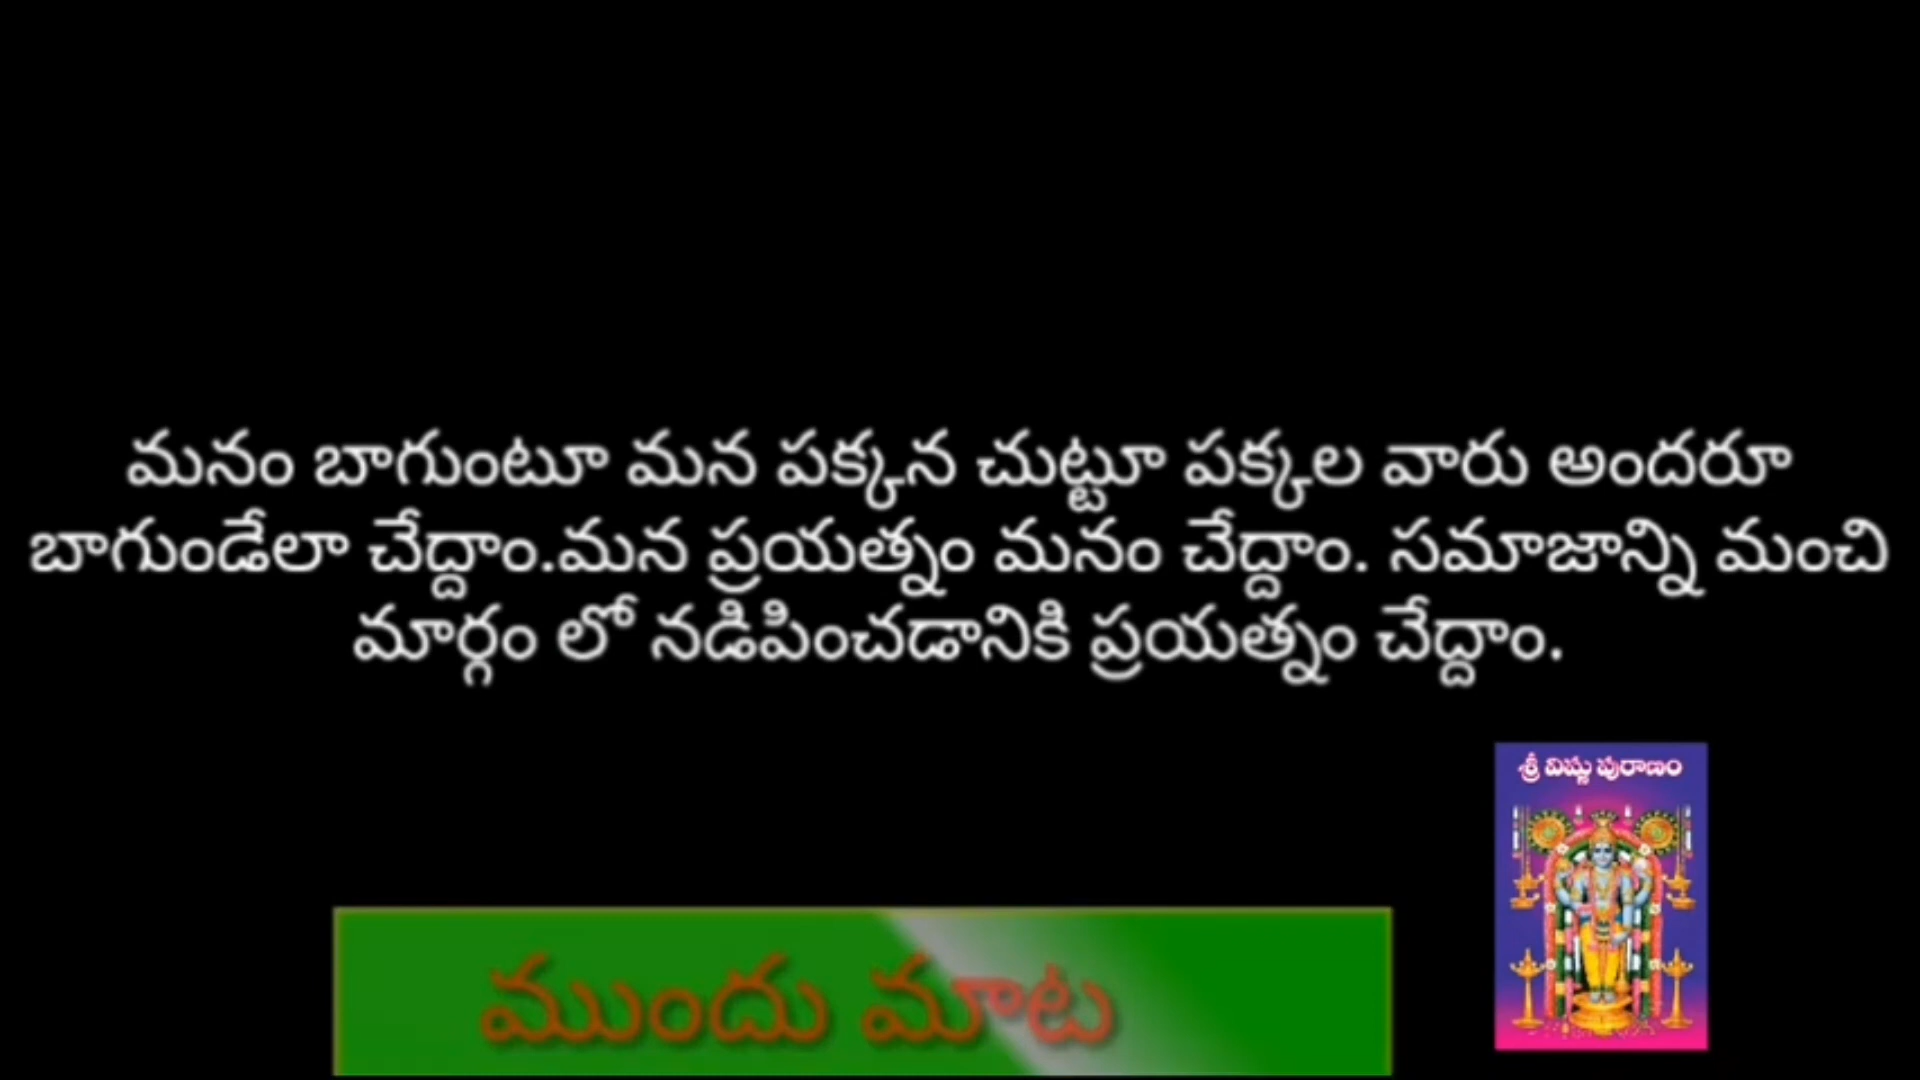 మనం బాగుంటూ మన పక్కన చుట్టూ పక్కల వారు అందరూ
బాగుండేలా చేద్దాం.మన ప్రయత్నం మనం చేద్దాం. సమాజాన్ని మంచి
మార్గం లో నడిపించడానికి ప్రయత్నం చేద్దాం.
శ్రీ విష్ణు పురాణం
ముందు మాట